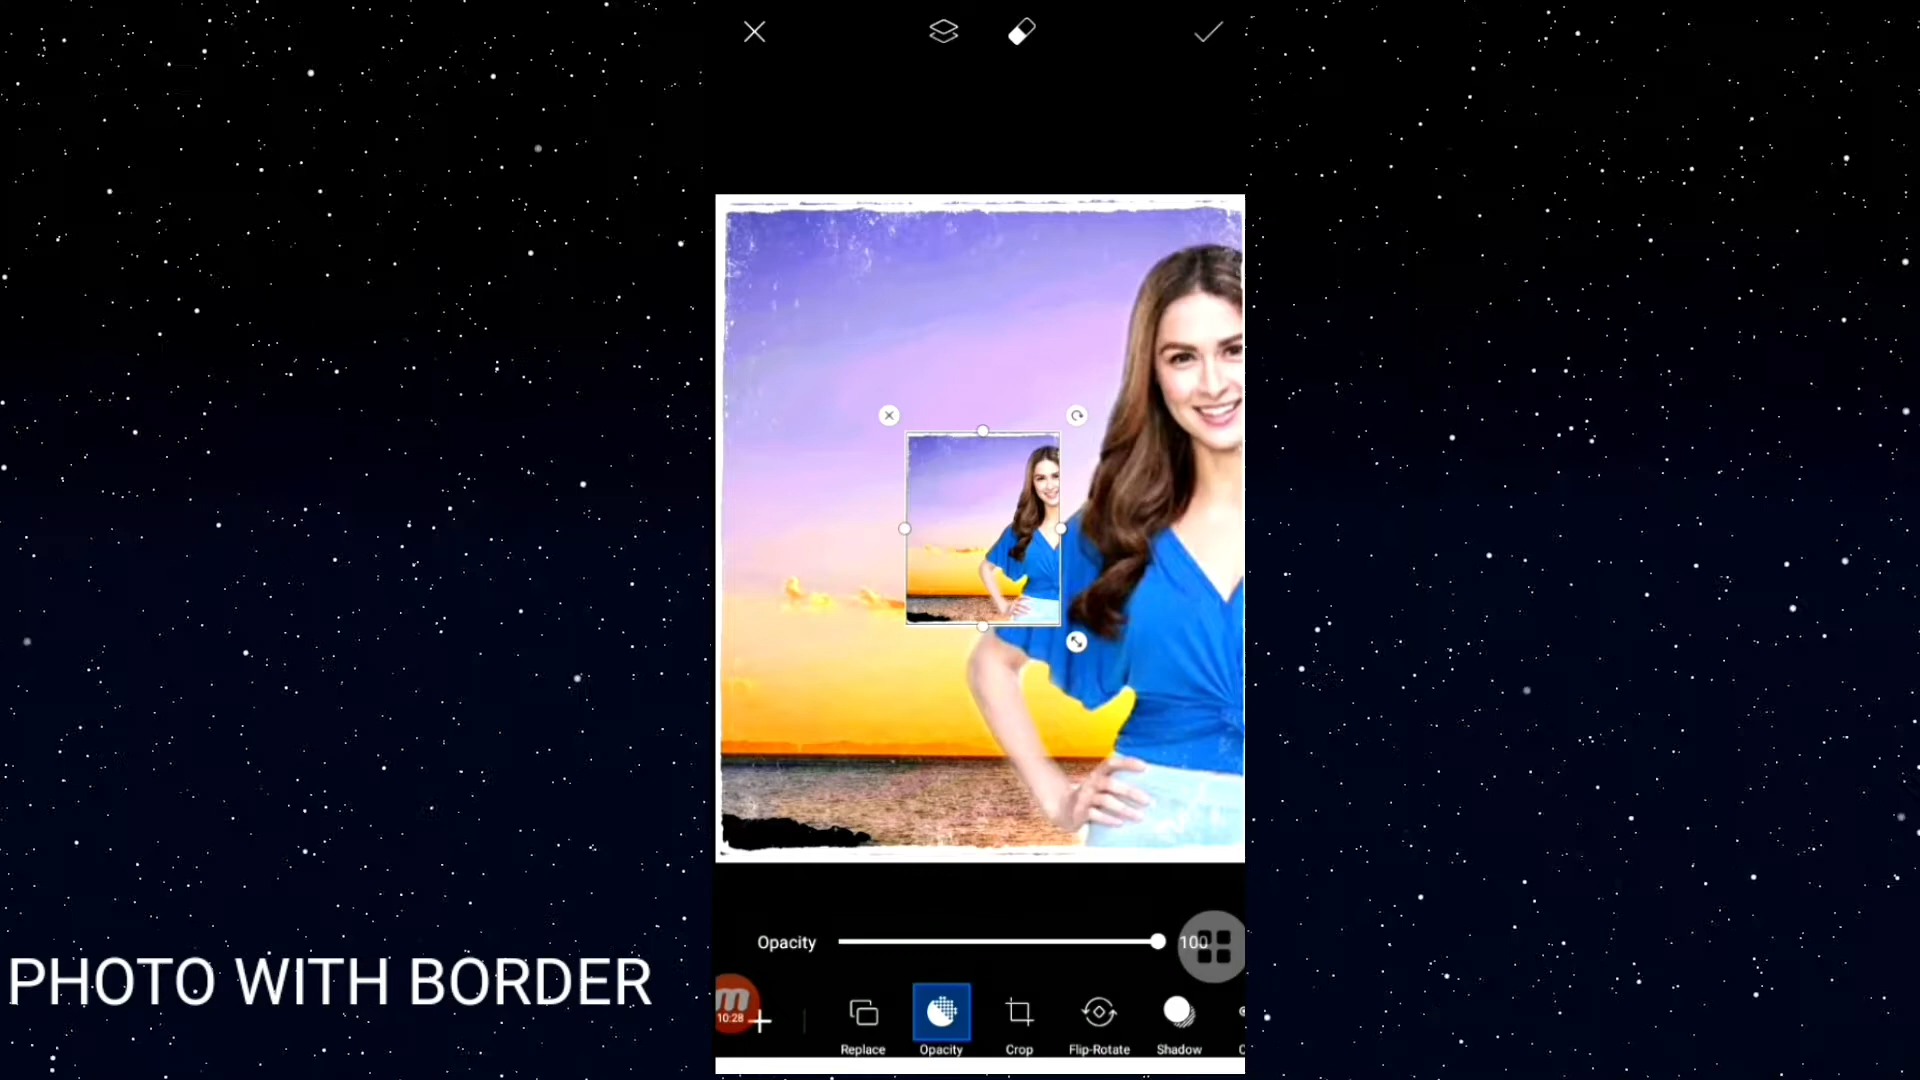 Opacity 100
PHOTO WITH BORDER
m
10:28
Replace Opacity Crop Flip-Rotate Shadow